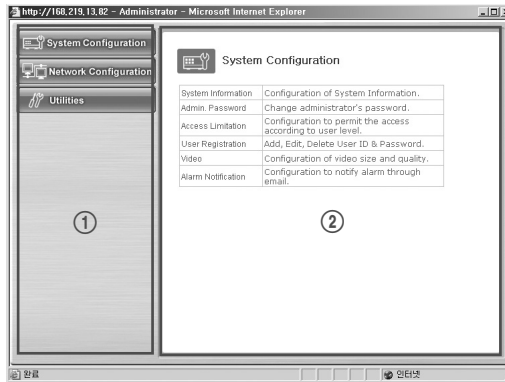 http://168,219,13,82 - Administrator - Microsoft Internet Explorer
System Configuration
Network Configuration
Utilities
①
System Configuration
System Information Configuration of System Information.
Admin. Password Change administrator's password.
Access Limitation Configuration to permit the access
according to user level.
User Registration Add, Edit, Delete User ID & Password.
Video Configuration of video size and quality.
Alarm Notification Configuration to notify alarm through
email.
②
완료
인터넷